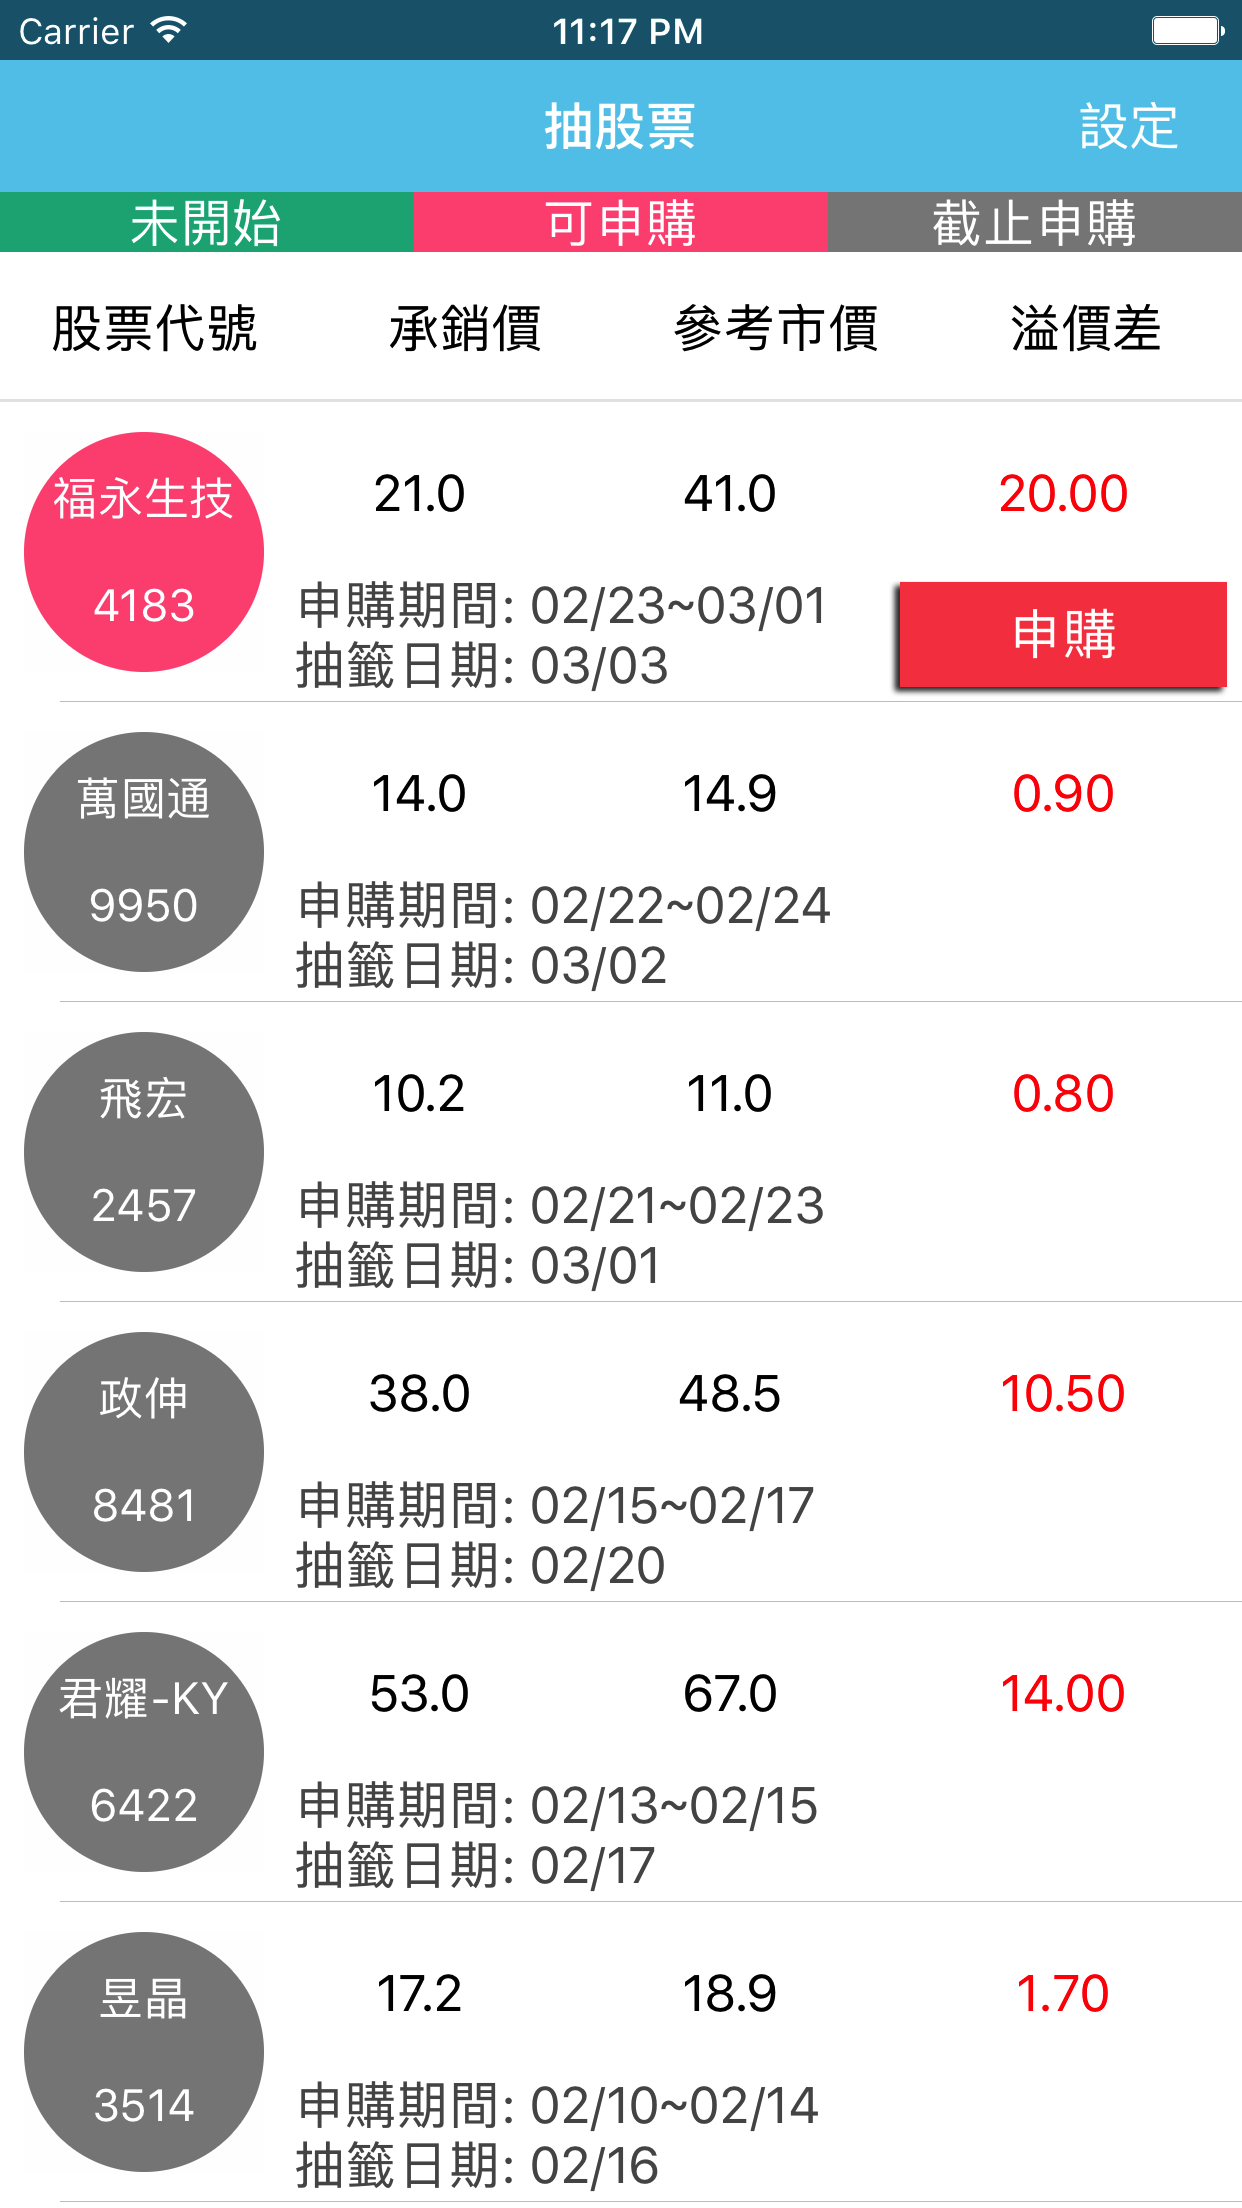 Carrier 11:17 PM
抽股票 設定
未開始 可申購 截止申購
股票代號 承銷價 參考市價 溢價差
福永生技 21.0 41.0 20.00
4183 申購期間: 02/23~03/01 申購
抽籤日期: 03/03
萬國通 14.0 14.9 0.90
9950 申購期間: 02/22~02/24
抽籤日期: 03/02
飛宏 10.2 11.0 0.80
2457 申購期間: 02/21~02/23
抽籤日期: 03/01
政伸 38.0 48.5 10.50
8481 申購期間: 02/15~02/17
抽籤日期: 02/20
君耀-KY 53.0 67.0 14.00
6422 申購期間: 02/13~02/15
抽籤日期: 02/17
昱晶 17.2 18.9 1.70
3514 申購期間: 02/10~02/14
抽籤日期: 02/16